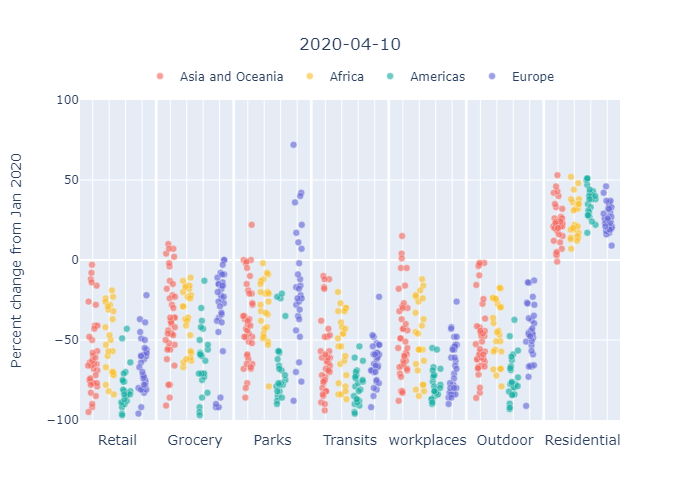 2020-04-10
Asia and Oceania Africa Americas Europe
Percent change from Jan 2020
100
50
0
−50
−100
Retail Grocery Parks Transits workplaces Outdoor Residential